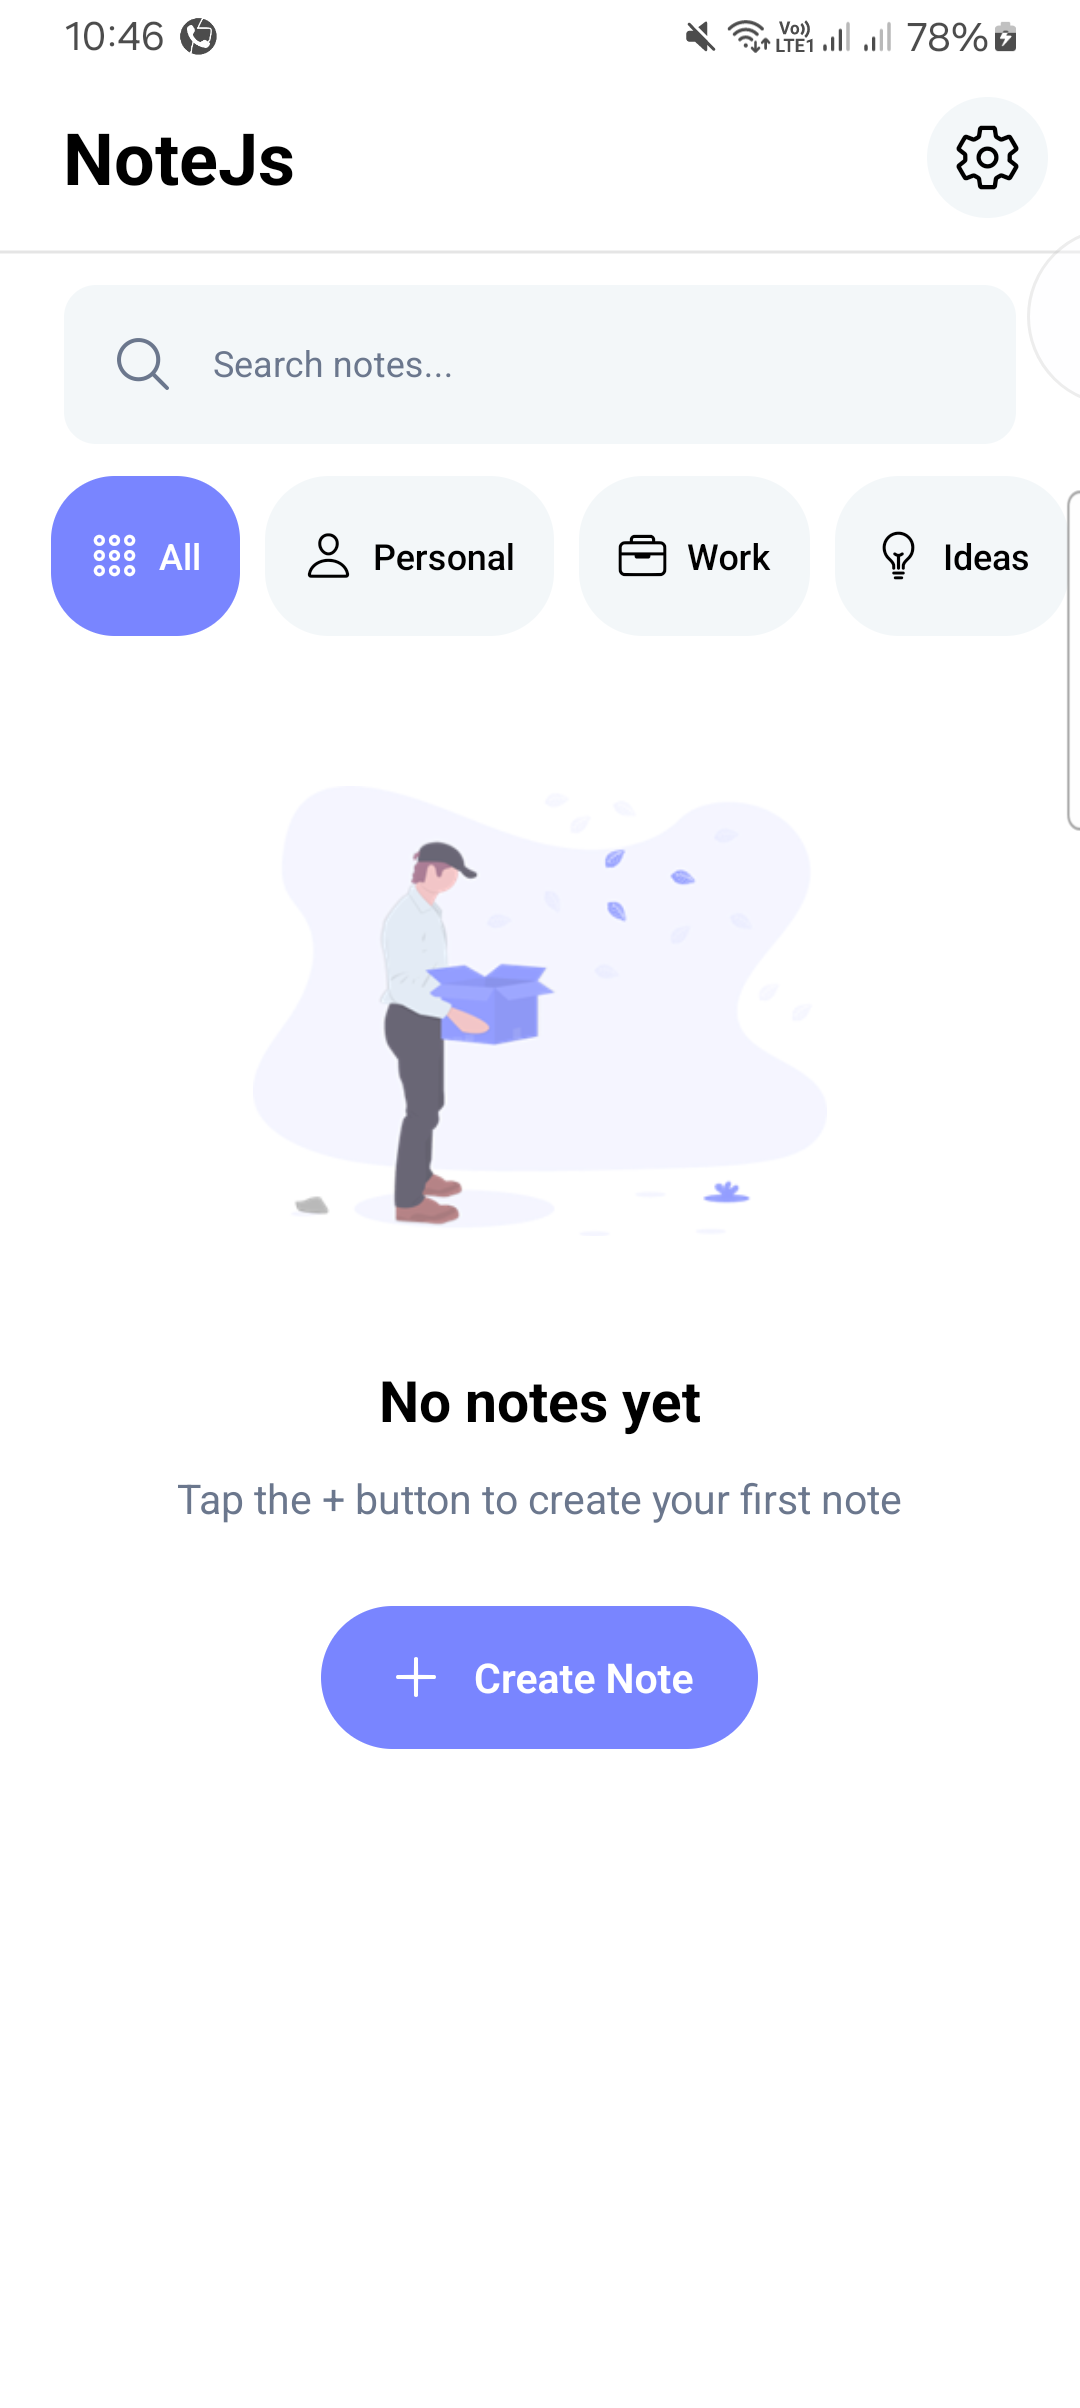 10:46 Vo)) LTE1 78%
NoteJs
Search notes...
All Personal Work Ideas
No notes yet
Tap the + button to create your first note
+ Create Note